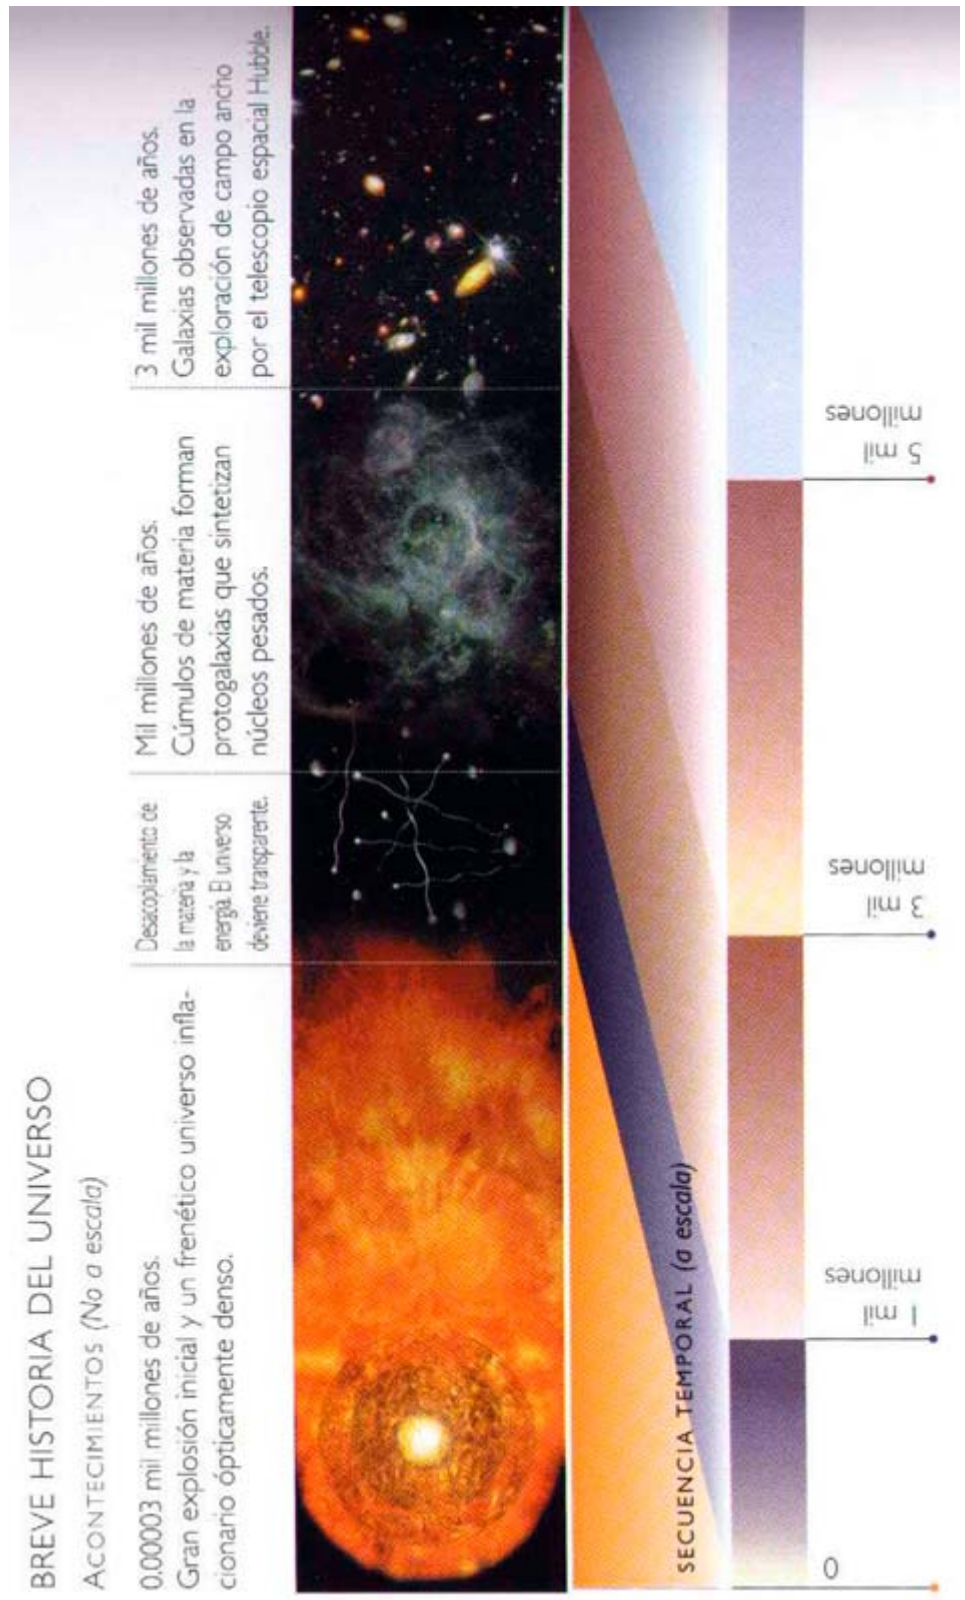 BREVE HISTORIA DEL UNIVERSO
ACONTECIMIENTOS (No a escala)
0.00003 mil millones de años.
Gran explosión inicial y un frenético universo infla-
cionario ópticamente denso.
Desacoplamiento de
la materia y la
energía. El universo
deviene transparente.
Mil millones de años.
Cúmulos de materia forman
protogalaxias que sintetizan
núcleos pesados.
3 mil millones de años.
Galaxias observadas en la
exploración de campo ancho
por el telescopio espacial Hubble.
SECUENCIA TEMPORAL (a escala)
0
1 mil
millones
3 mil
millones
5 mil
millones